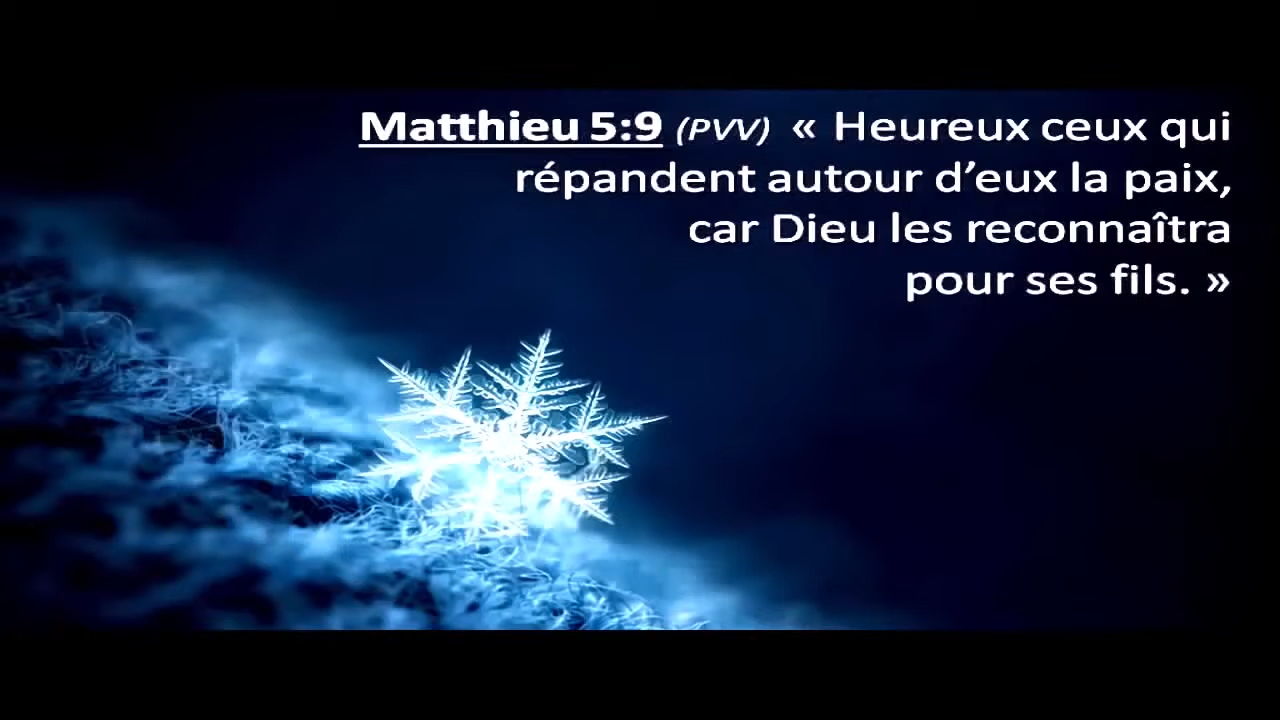 Matthieu 5:9 (PVV) « Heureux ceux qui
répandent autour d’eux la paix,
car Dieu les reconnaîtra
pour ses fils. »